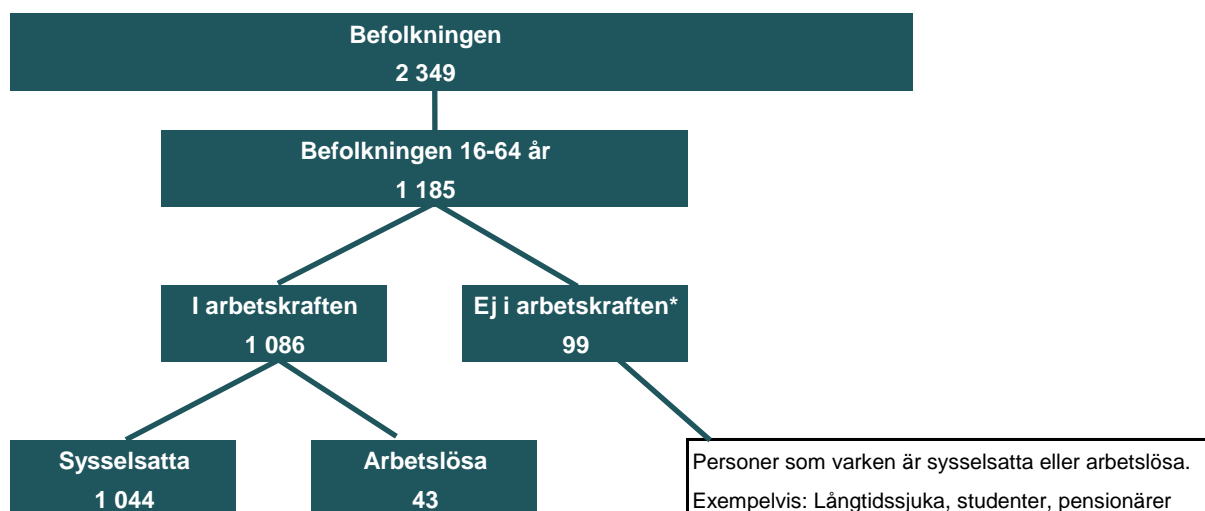 Befolkningen
2 349
Befolkningen 16-64 år
1 185
I arbetskraften
1 086
Ej i arbetskraften*
99
Sysselsatta
1 044
Arbetslösa
43
Personer som varken är sysselsatta eller arbetslösa.
Exempelvis: Långtidssjuka, studenter, pensionärer